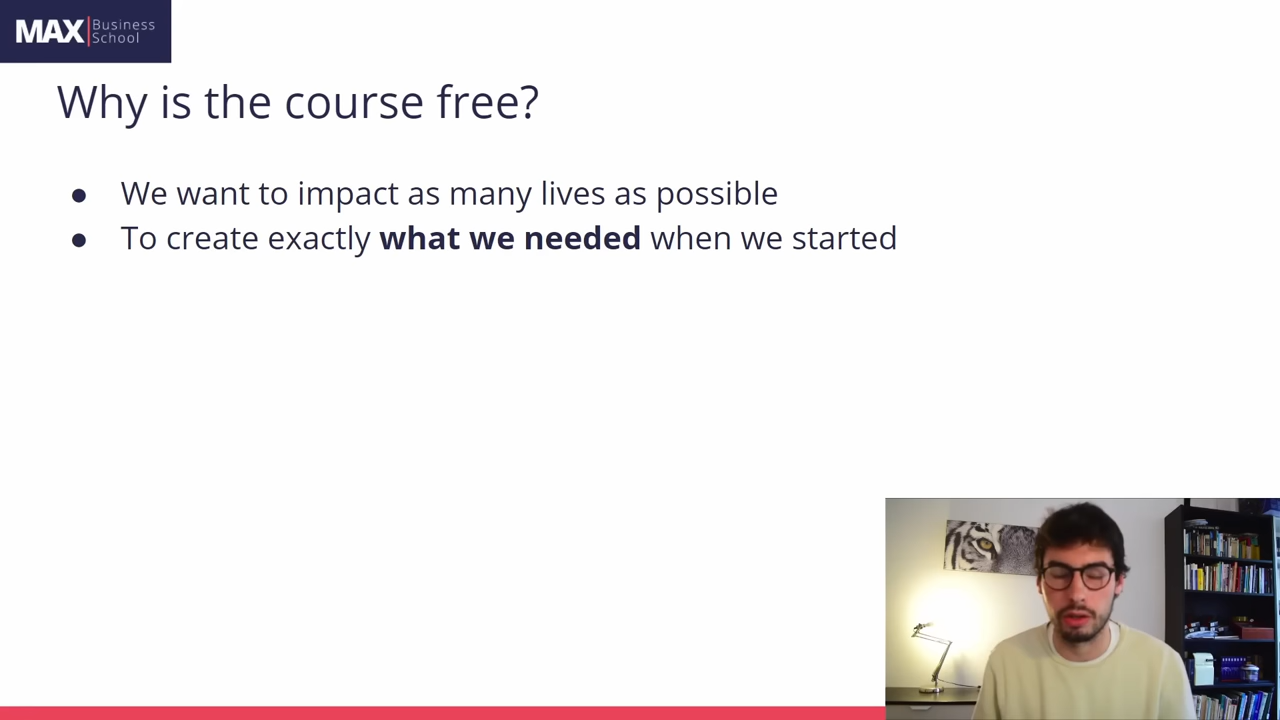 MAX Business
School
Why is the course free?
● We want to impact as many lives as possible
● To create exactly what we needed when we started